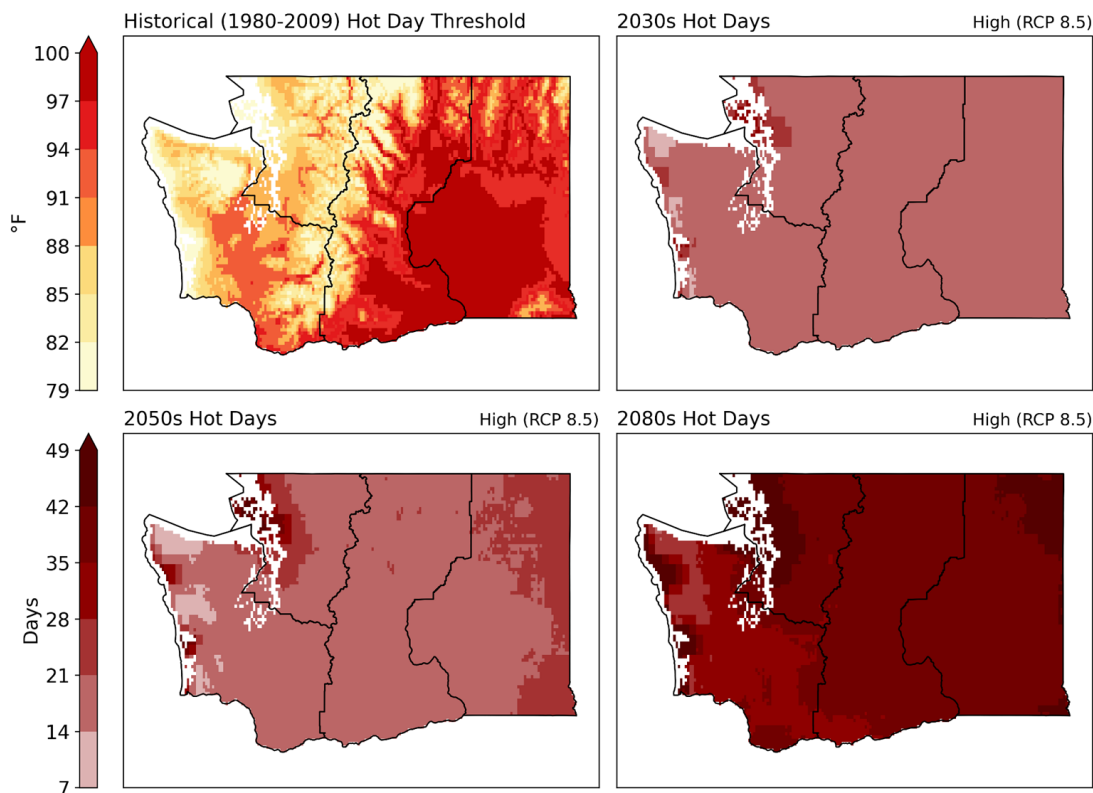 Historical (1980-2009) Hot Day Threshold
2030s Hot Days
High (RCP 8.5)
100
97
94
91
88
85
82
79
°F
2050s Hot Days
High (RCP 8.5)
2080s Hot Days
High (RCP 8.5)
49
42
35
28
21
14
7
Days